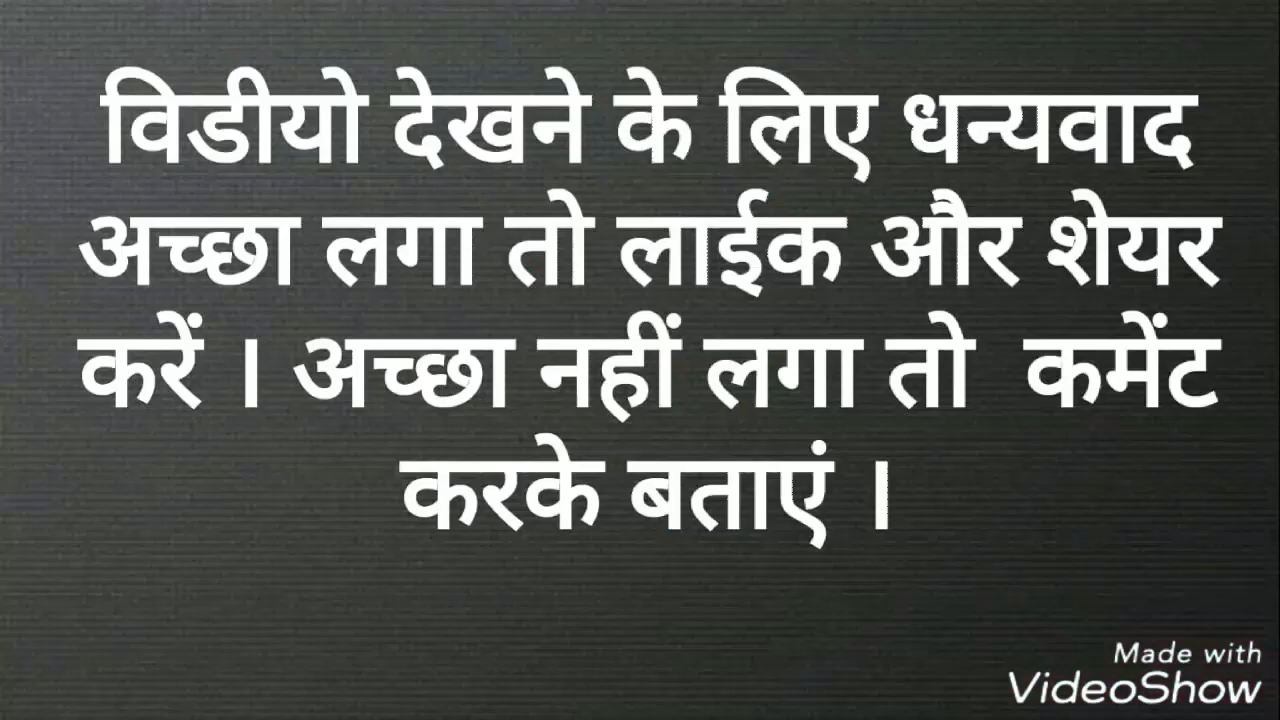 विडीयो देखने के लिए धन्यवाद
अच्छा लगा तो लाईक और शेयर
करें । अच्छा नहीं लगा तो कमेंट
करके बताएं ।
Made with
VideoShow